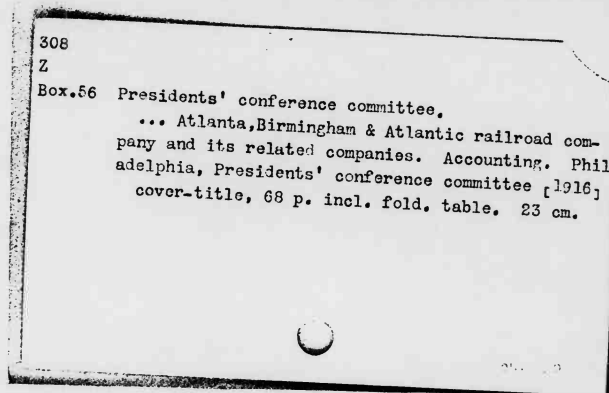 308
Z
Box.56 Presidents' conference committee.
... Atlanta,Birmingham & Atlantic railroad com-
pany and its related companies. Accounting. Phil
adelphia, Presidents' conference committee [1916]
cover-title, 68 p. incl. fold. table. 23 cm.